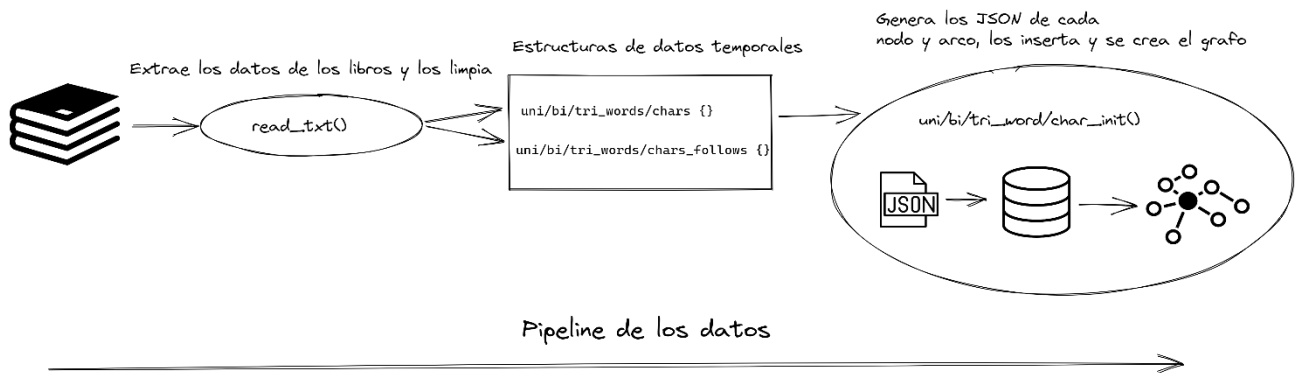 Genera los JSON de cada
nodo y arco, los inserta y se crea el grafo
Estructuras de datos temporales
Extrae los datos de los libros y los limpia
read_txt()
uni/bi/tri_words/chars {}
uni/bi/tri_words/chars_follows {}
uni/bi/tri_word/char_init()
JSON
Pipeline de los datos